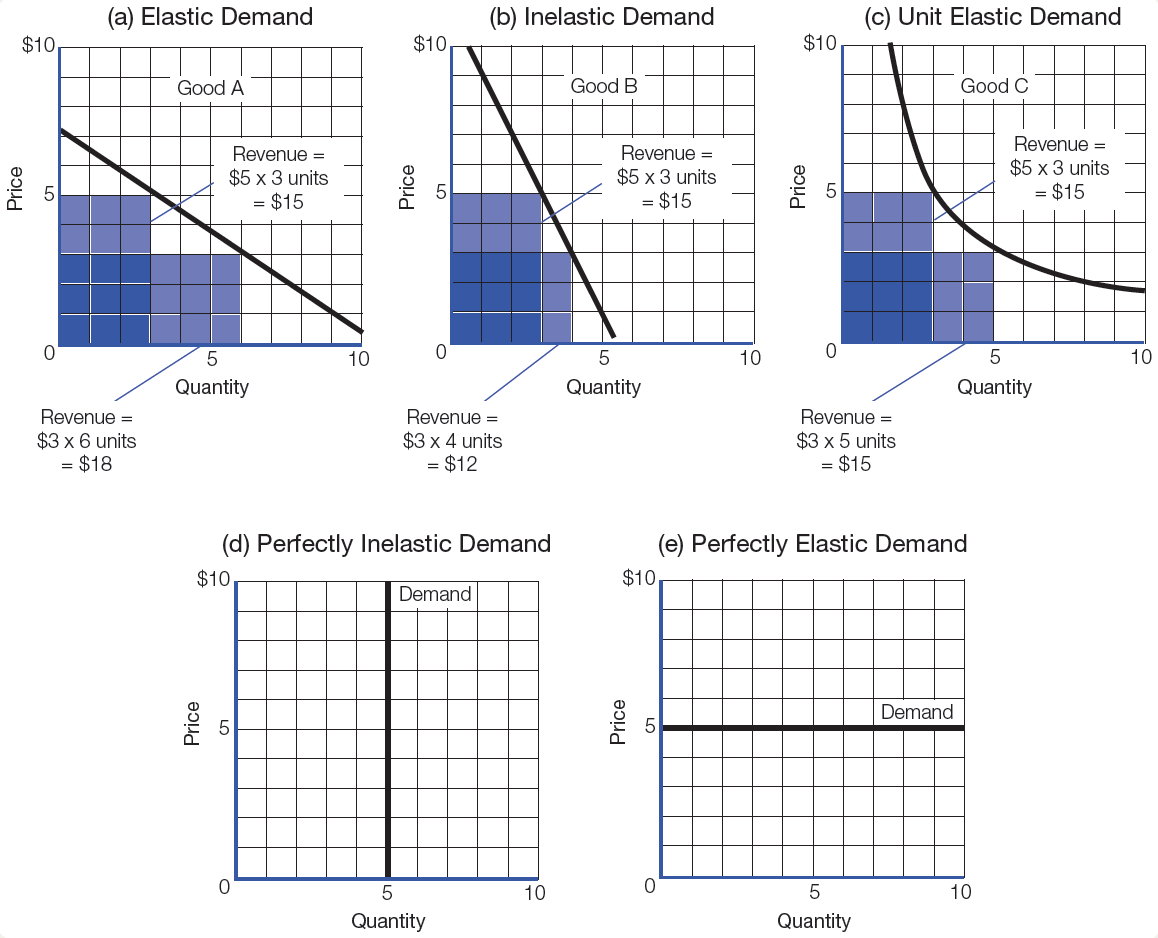 (a) Elastic Demand
$10
Good A
Revenue =
$5 x 3 units
= $15
Price
5
0
5
10
Quantity
Revenue =
$3 x 6 units
= $18
(b) Inelastic Demand
$10
Good B
Revenue =
$5 x 3 units
= $15
Price
5
0
5
10
Quantity
Revenue =
$3 x 4 units
= $12
(c) Unit Elastic Demand
$10
Good C
Revenue =
$5 x 3 units
= $15
Price
5
0
5
10
Quantity
Revenue =
$3 x 5 units
= $15
(d) Perfectly Inelastic Demand
$10
Demand
Price
5
0
5
10
Quantity
(e) Perfectly Elastic Demand
$10
Demand
Price
5
0
5
10
Quantity